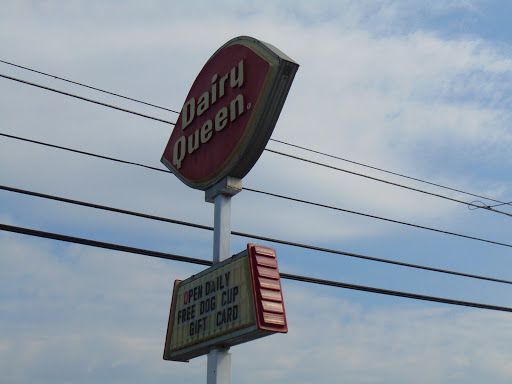 Dairy
Queen
OPEN DAILY
FREE DOG CUP
GIFT CARD